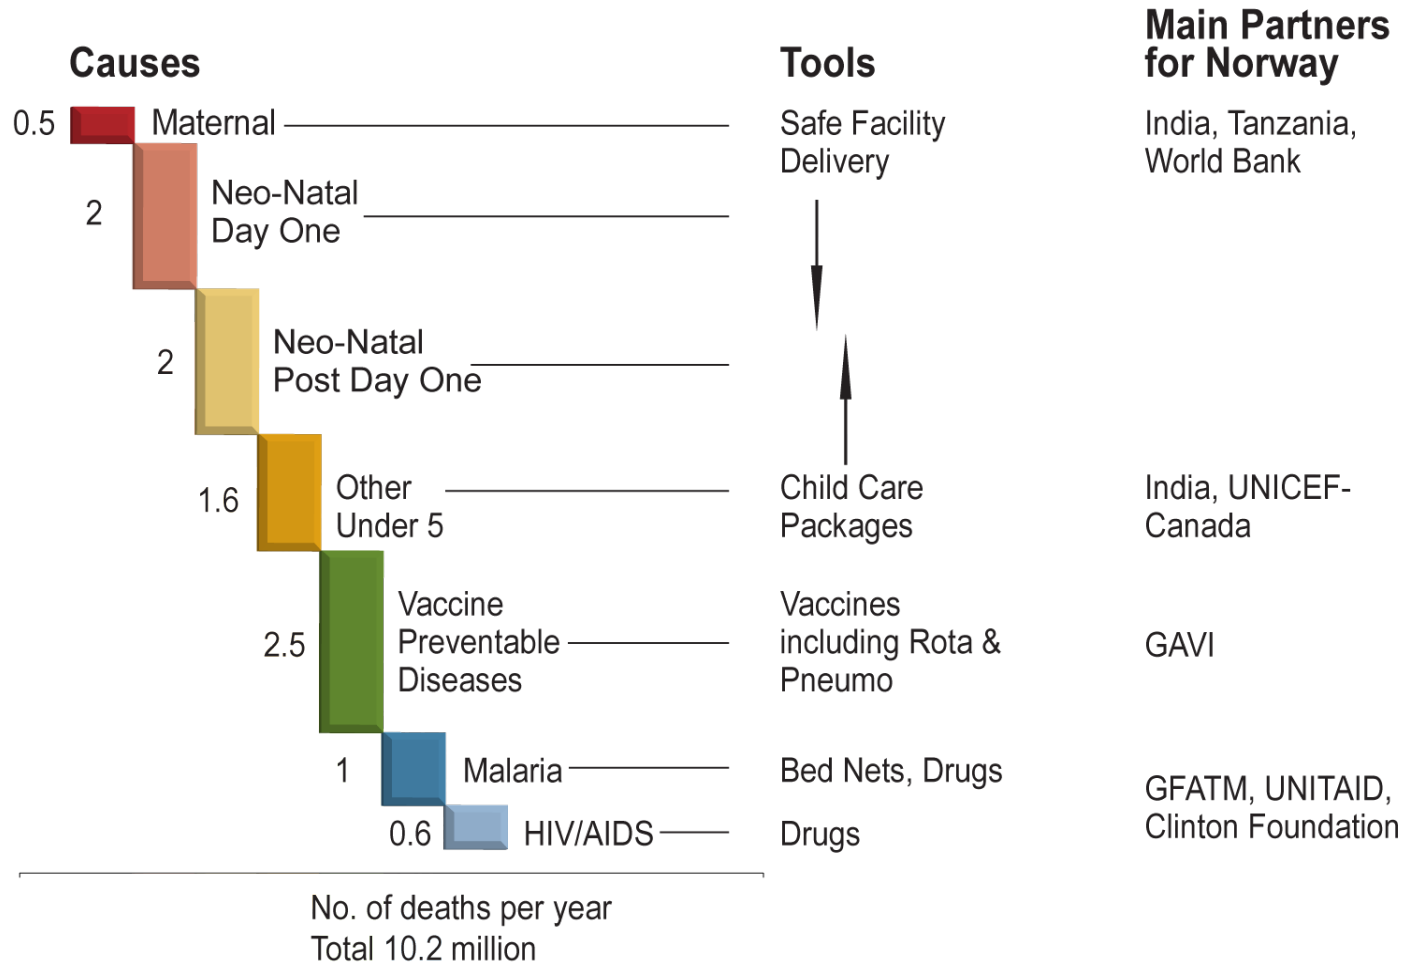 Causes
Tools
Main Partners
for Norway
0.5
Maternal
Safe Facility
Delivery
India, Tanzania,
World Bank
2
Neo-Natal
Day One
2
Neo-Natal
Post Day One
1.6
Other
Under 5
Child Care
Packages
India, UNICEF-
Canada
2.5
Vaccine
Preventable
Diseases
Vaccines
including Rota &
Pneumo
GAVI
1
Malaria
Bed Nets, Drugs
GFATM, UNITAID,
Clinton Foundation
0.6
HIV/AIDS
Drugs
No. of deaths per year
Total 10.2 million